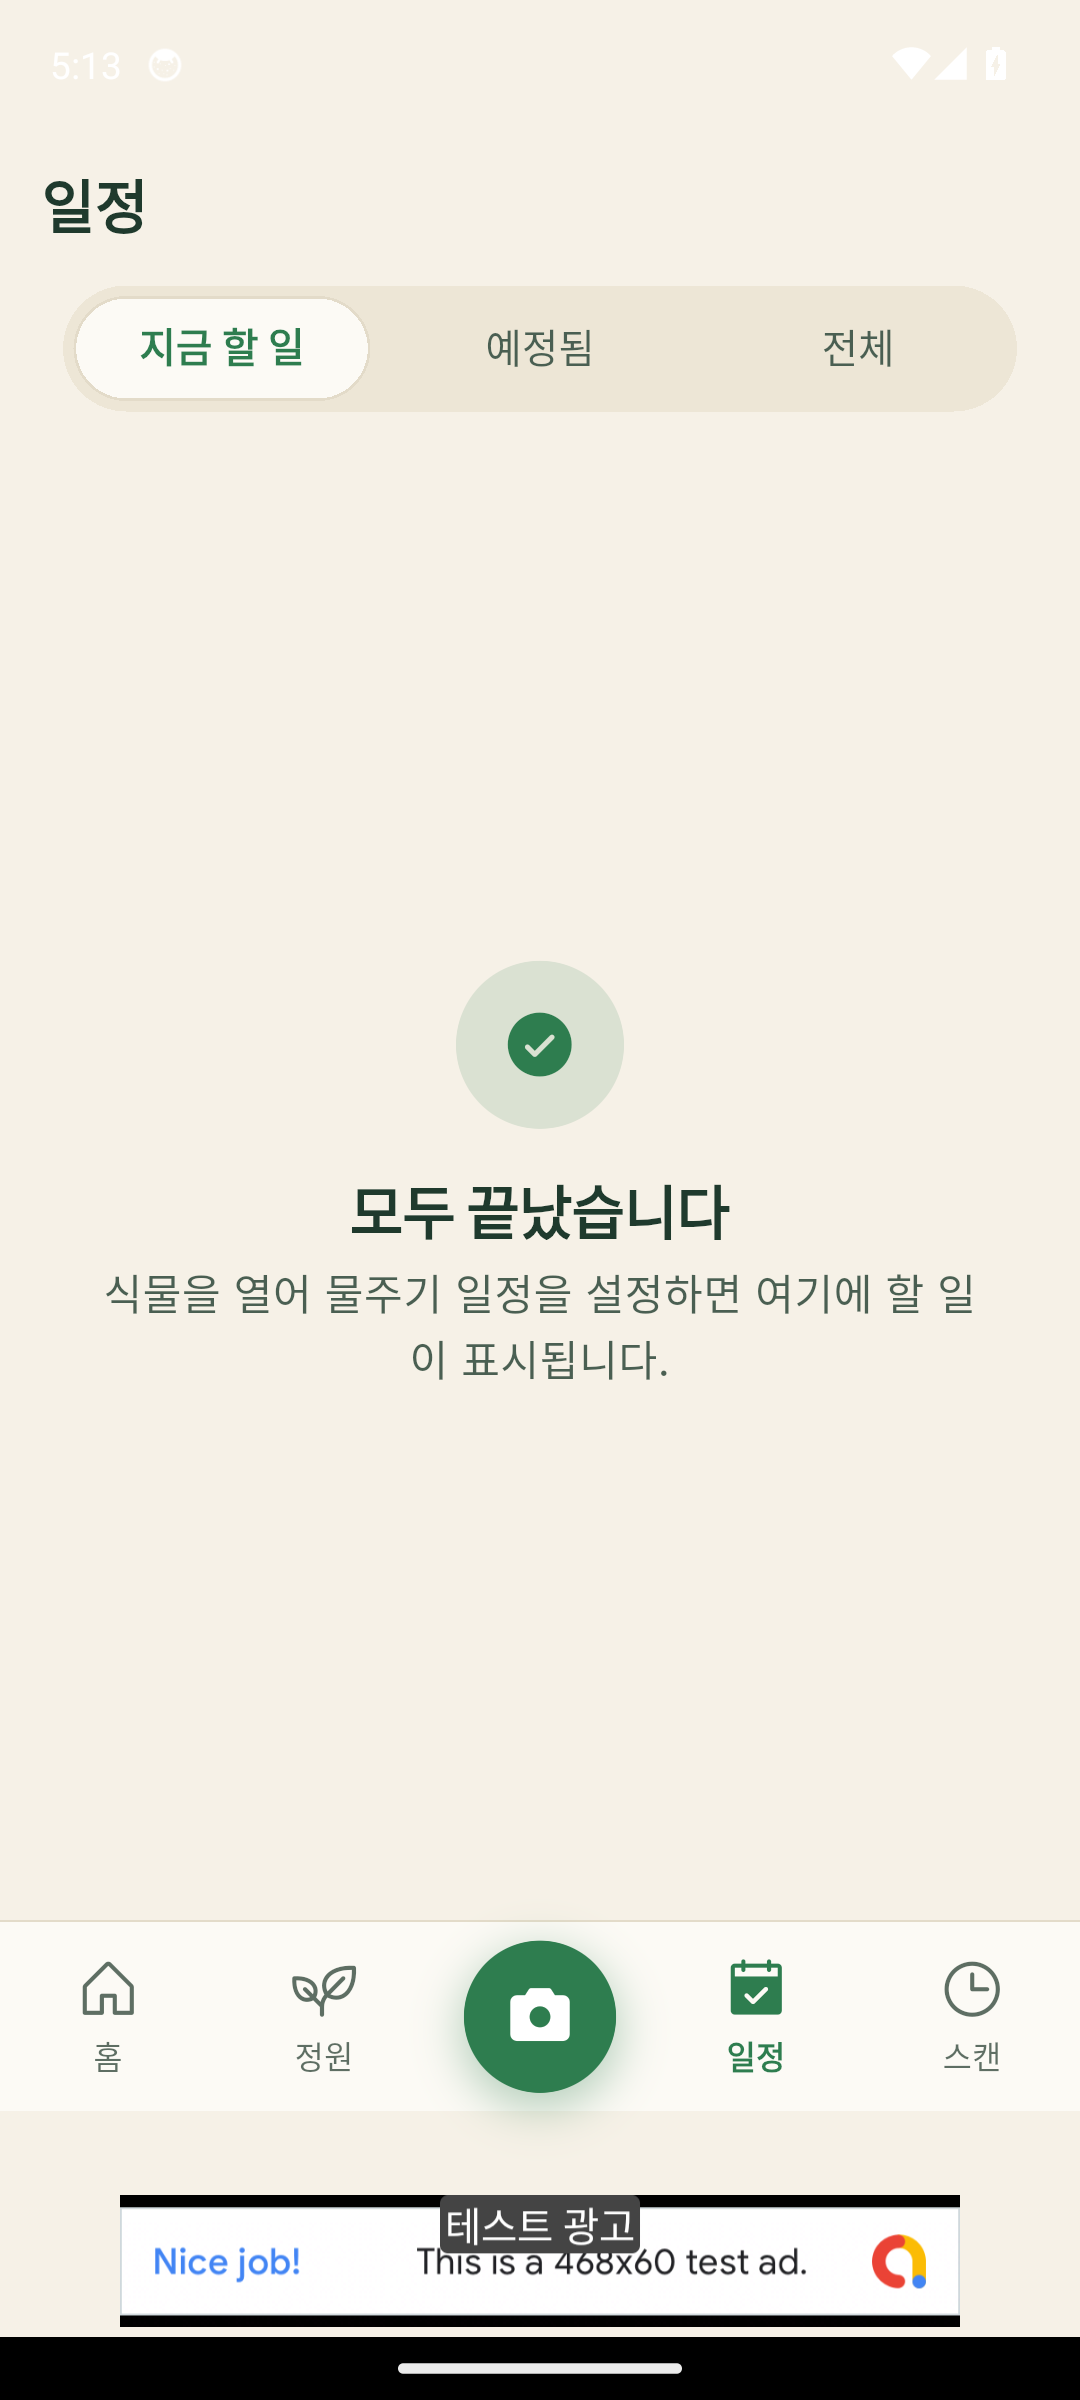 5:13
일정
지금 할 일
예정됨
전체
모두 끝났습니다
식물을 열어 물주기 일정을 설정하면 여기에 할 일
이 표시됩니다.
홈
정원
일정
스캔
테스트 광고
Nice job!
This is a 468x60 test ad.